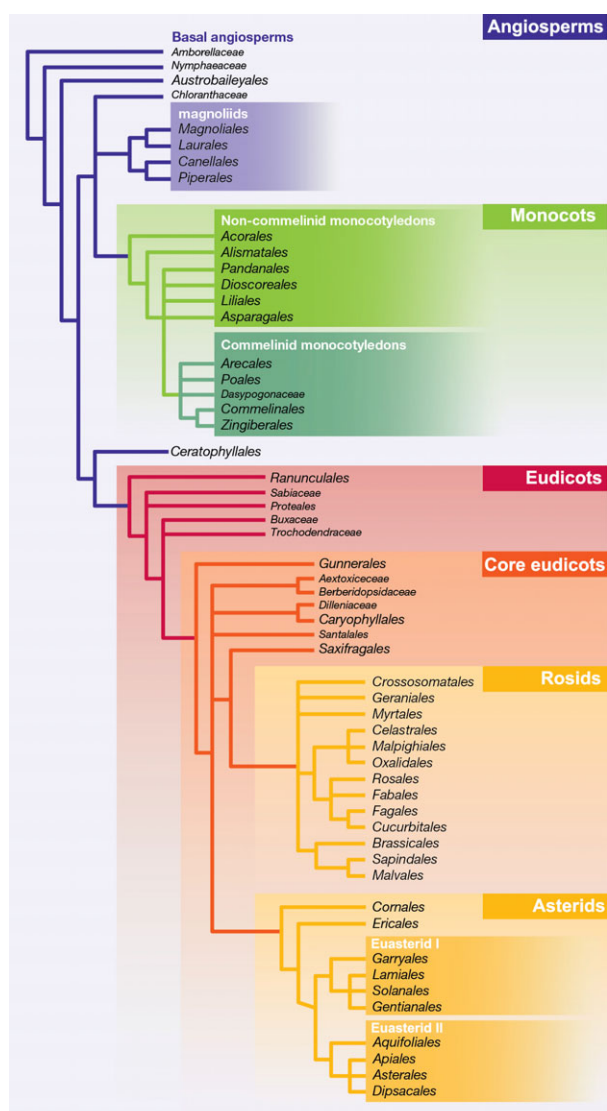 Angiosperms
Basal angiosperms
Amborellaceae
Nymphaeaceae
Austrobaileyales
Chloranthaceae
magnoliids
Magnoliales
Laurales
Canellales
Piperales
Monocots
Non-commelinid monocotyledons
Acorales
Alismatales
Pandanales
Dioscoreales
Liliales
Asparagales
Commelinid monocotyledons
Arecales
Poales
Dasypogonaceae
Commelinales
Zingiberales
Ceratophyllales
Eudicots
Ranunculales
Sabiaceae
Proteales
Buxaceae
Trochodendraceae
Core eudicots
Gunnerales
Aextoxiceceae
Berberidopsidaceae
Dilleniaceae
Caryophyllales
Santalales
Saxifragales
Rosids
Crossosomatales
Geraniales
Myrtales
Celastrales
Malpighiales
Oxalidales
Rosales
Fabales
Fagales
Cucurbitales
Brassicales
Sapindales
Malvales
Asterids
Cornales
Ericales
Euasterid I
Garryales
Lamiales
Solanales
Gentianales
Euasterid II
Aquifoliales
Apiales
Asterales
Dipsacales